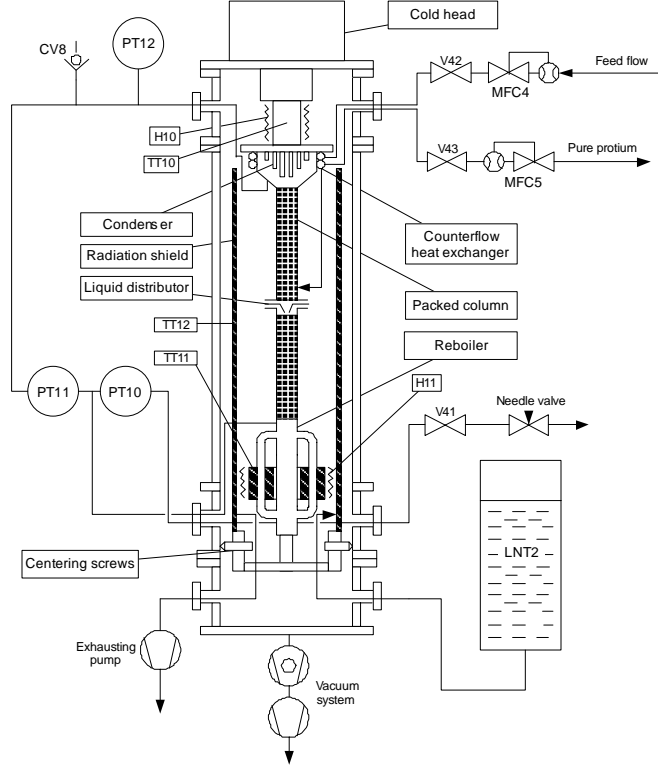 Cold head
CV8
PT12
V42
MFC4
Feed flow
H10
TT10
V43
MFC5
Pure protium
Condenser
Radiation shield
Liquid distributor
Counterflow
heat exchanger
Packed column
TT12
TT11
Reboiler
H11
PT11
PT10
V41
Needle valve
LNT2
Centering screws
Exhausting
pump
Vacuum
system